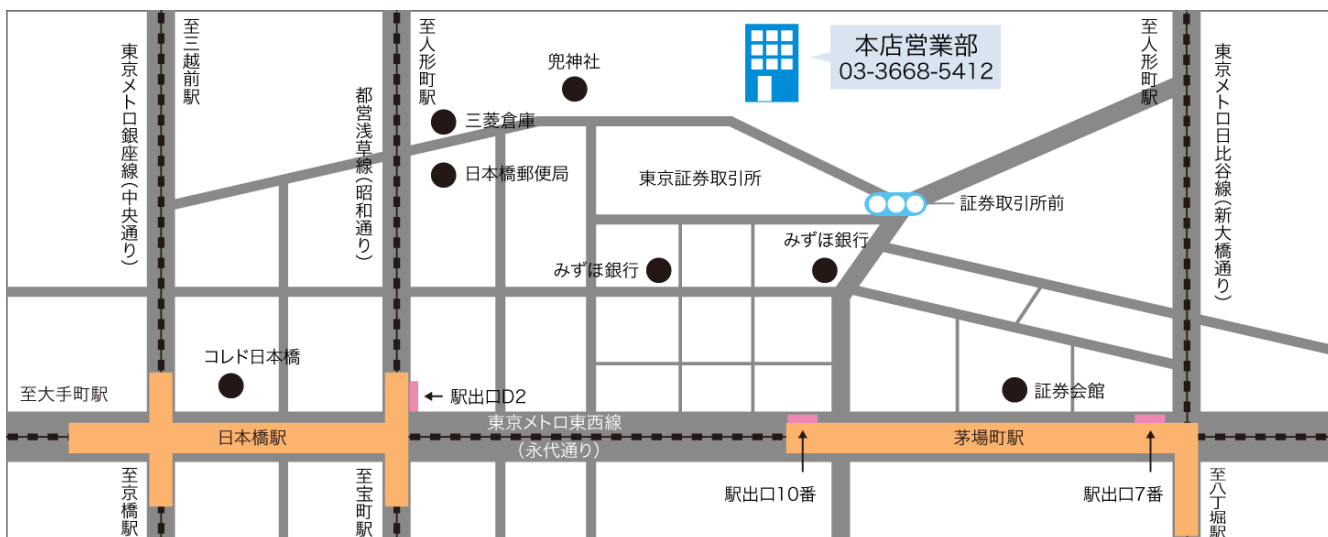 至三越前駅
東京メトロ銀座線(中央通り)
至人形町駅
都営浅草線(昭和通り)
兜神社
三菱倉庫
日本橋郵便局
本店営業部
03-3668-5412
至人形町駅
東京メトロ日比谷線(新大橋通り)
東京証券取引所
証券取引所前
みずほ銀行
みずほ銀行
コレド日本橋
至大手町駅
駅出口D2
証券会館
日本橋駅
東京メトロ東西線
(永代通り)
茅場町駅
至京橋駅
至宝町駅
駅出口10番
駅出口7番
至八丁堀駅